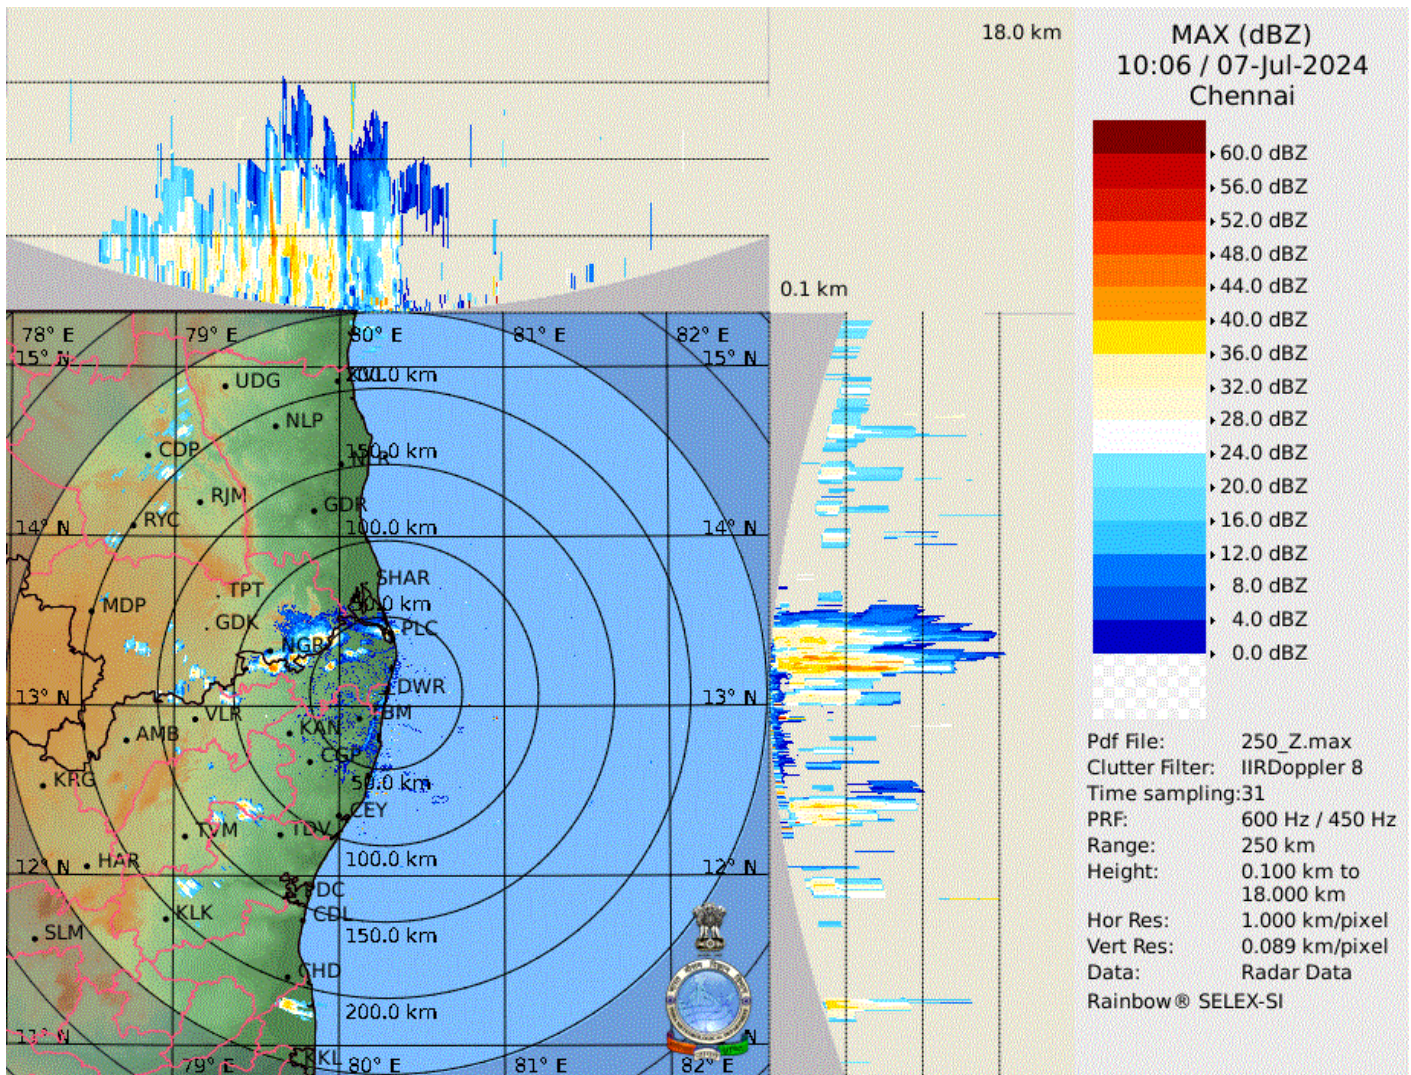 18.0 km
0.1 km
MAX (dBZ)
10:06 / 07-Jul-2024
Chennai
60.0 dBZ
56.0 dBZ
52.0 dBZ
48.0 dBZ
44.0 dBZ
40.0 dBZ
36.0 dBZ
32.0 dBZ
28.0 dBZ
24.0 dBZ
20.0 dBZ
16.0 dBZ
12.0 dBZ
8.0 dBZ
4.0 dBZ
0.0 dBZ
Pdf File: 250_Z.max
Clutter Filter: IIRDoppler 8
Time sampling:31
PRF: 600 Hz / 450 Hz
Range: 250 km
Height: 0.100 km to
18.000 km
Hor Res: 1.000 km/pixel
Vert Res: 0.089 km/pixel
Data: Radar Data
Rainbow® SELEX-SI
78° E 79° E 80° E 81° E 82° E
15° N 15° N
UDG 200.0 km
NLP
CDP 150.0 km
NLR
RJM
GDR
RYC
14° N 100.0 km 14° N
SHAR
TPT
MDP 50.0 km
GDK PLC
NGR
DWR
13° N 13° N
VLR BM
AMB KAN
CGP
KRG 50.0 km
CEY
TVM TDV
HAR 100.0 km
12° N 12° N
PDC
KLK CDL
SLM 150.0 km
CHD
200.0 km
11° N 11° N
KKL
79° E 80° E 81° E 82° E